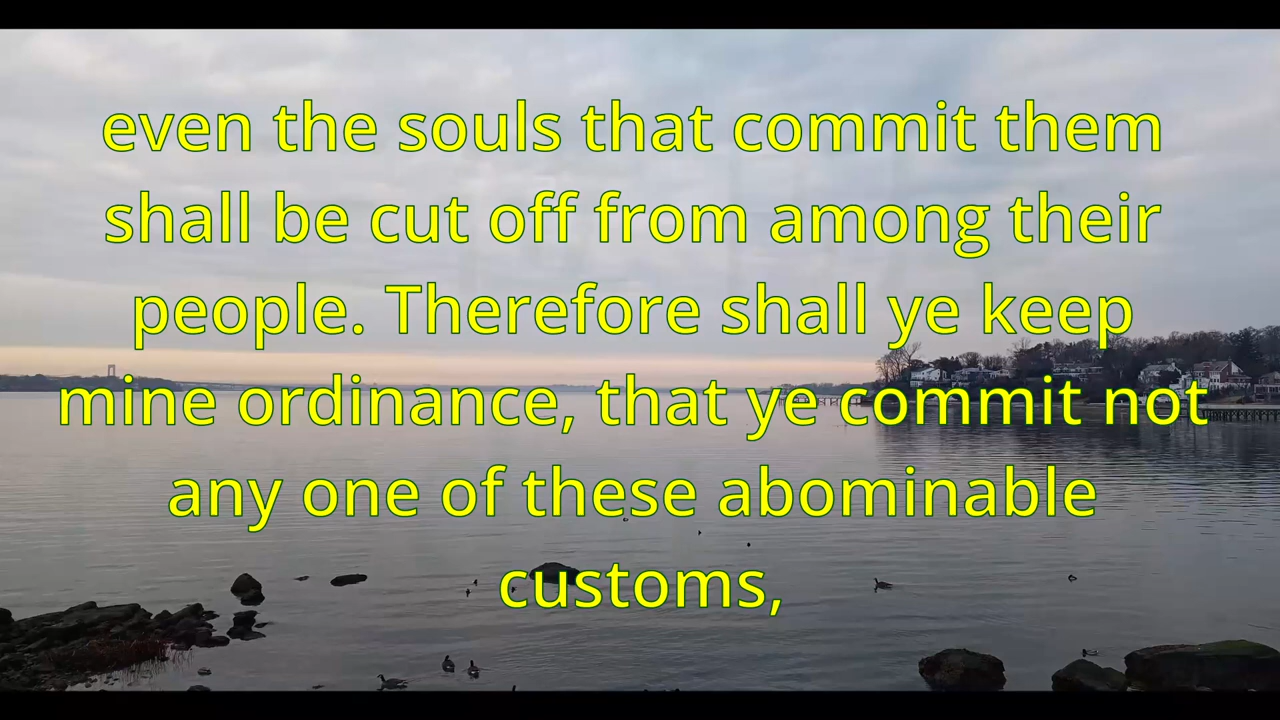 even the souls that commit them
shall be cut off from among their
people. Therefore shall ye keep
mine ordinance, that ye commit not
any one of these abominable
customs,